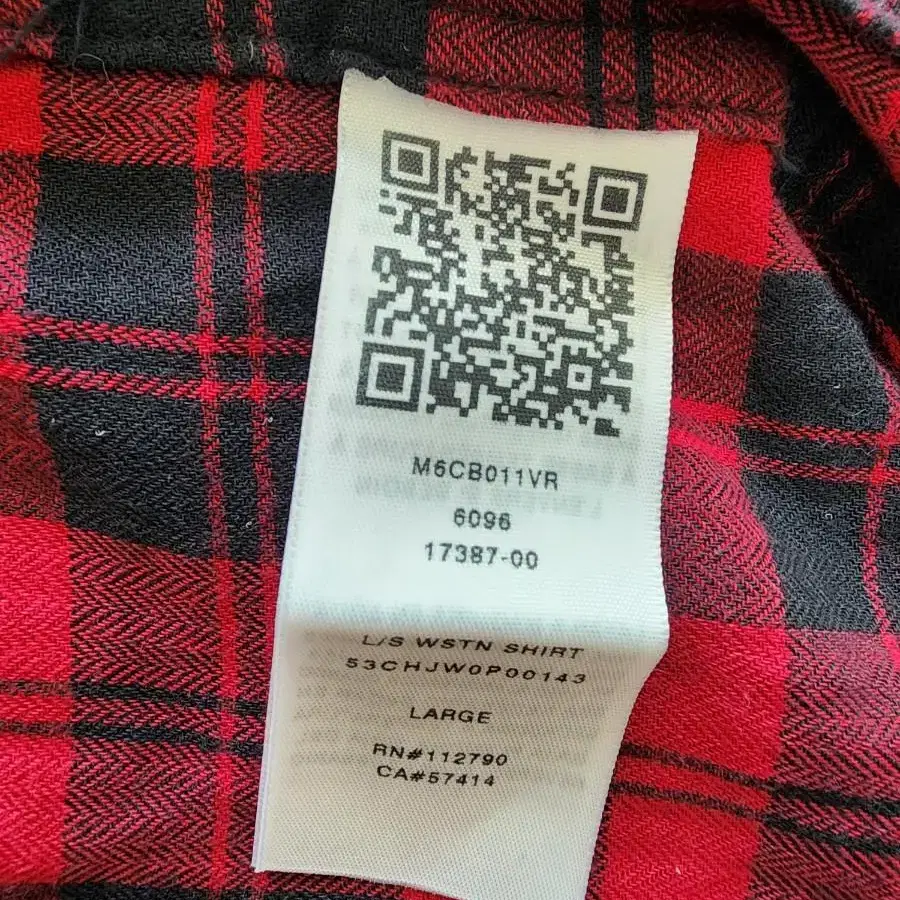 M6CB011VR
6096
17387-00
L/S WSTN SHIRT
53CHJW0P00143
LARGE
RN#112790
CA#57414